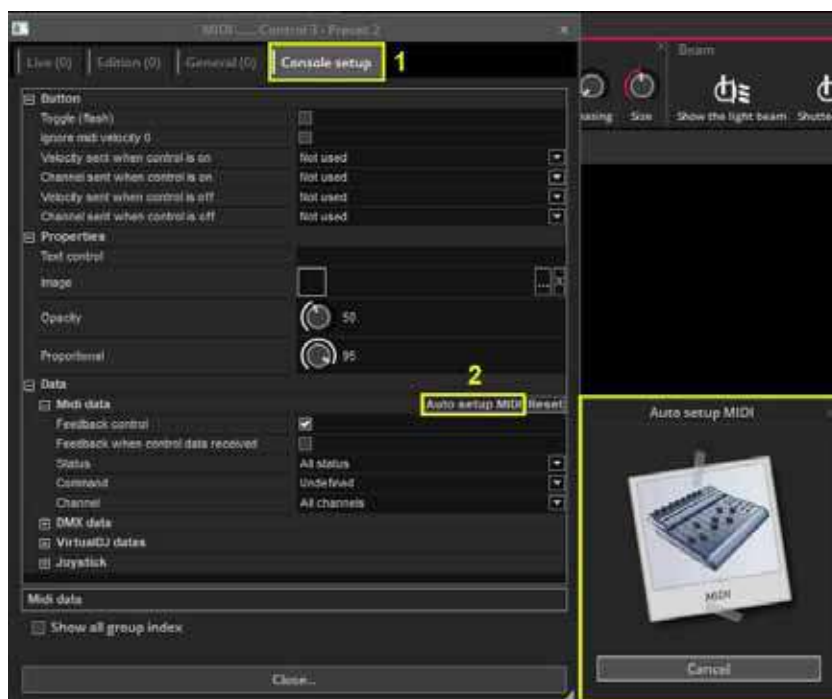 MIDI ..... Control 3 - Preset 2
Live (0) Edition (0) General (0) Console setup 1
Beam
Size Show the light beam
Button
Toggle (flash)
Ignore midi velocity 0
Velocity sent when control is on Not used
Channel sent when control is on Not used
Velocity sent when control is off Not used
Channel sent when control is off Not used
Properties
Text control
Image ... X
Opacity 50
Proportional 95
2
Data
Midi data Auto setup MIDI Reset
Feedback control
Feedback when control data received
Status All status
Command Undefined
Channel All channels
DMX data
VirtualDJ datas
Joystick
Midi data
Show all group index
Close...
Auto setup MIDI
MIDI
Cancel